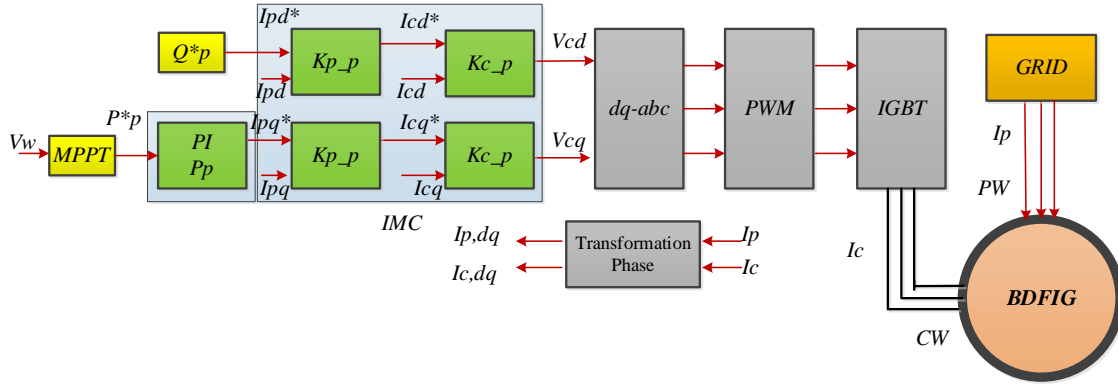 Ipd*
Icd*
Q*p
Kp_p
Kc_p
Vcd
Ipd
Icd
GRID
dq-abc
PWM
IGBT
P*p
Ipq*
Icq*
Ip
Vw
MPPT
PI
Pp
Kp_p
Kc_p
Vcq
Ipq
Icq
PW
IMC
Ip,dq
Transformation
Phase
Ip
Ic,dq
Ic
Ic
BDFIG
CW